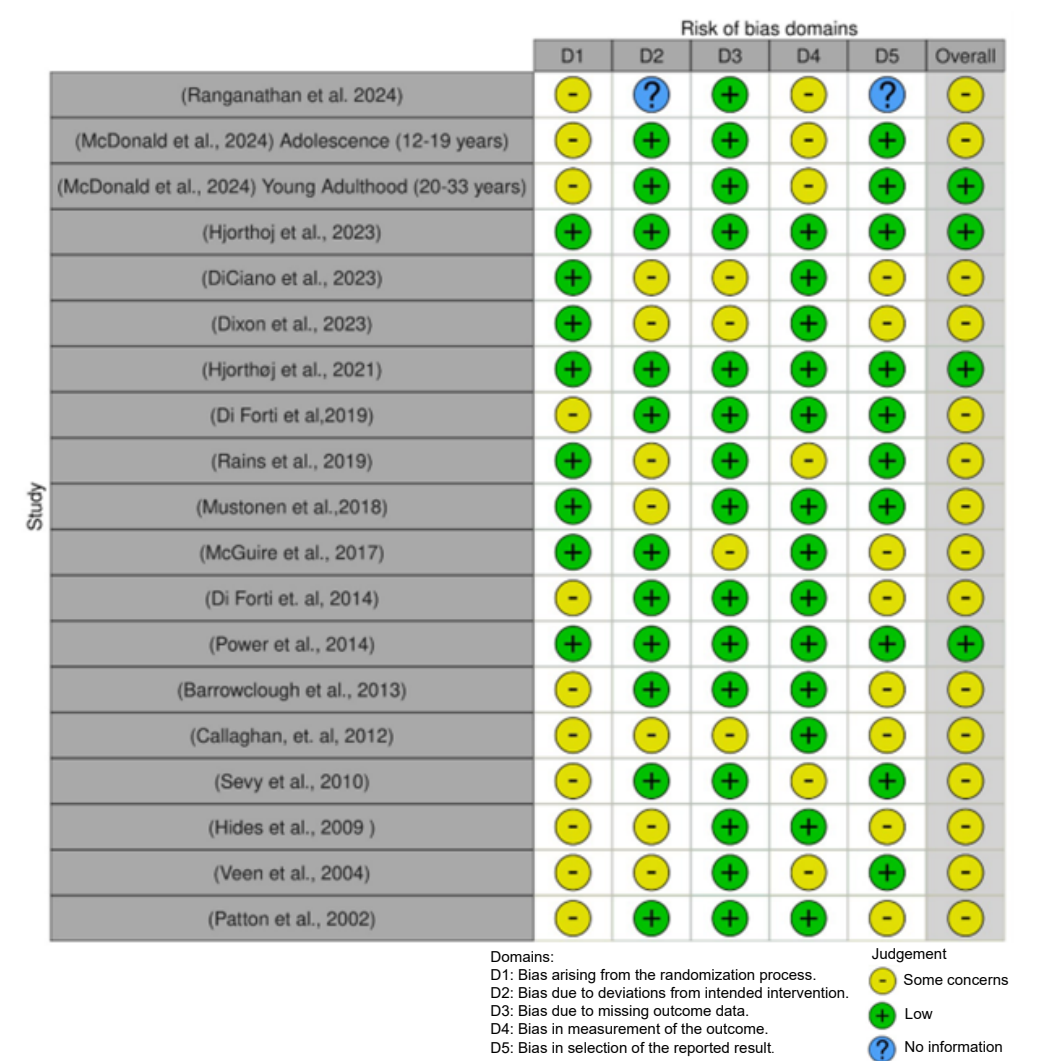 Risk of bias domains
D1 D2 D3 D4 D5 Overall
(Ranganathan et al. 2024) - ? + - ? -
(McDonald et al., 2024) Adolescence (12-19 years) - + + - + -
(McDonald et al., 2024) Young Adulthood (20-33 years) - + + - + +
(Hjorthoj et al., 2023) + + + + + +
(DiCiano et al., 2023) + - - + - -
(Dixon et al., 2023) + - - + - -
(Hjorthøj et al., 2021) + + + + + +
(Di Forti et al,2019) - + + + + -
(Rains et al., 2019) + - + - + -
Study
(Mustonen et al.,2018) + - + + + -
(McGuire et al., 2017) + + - + - -
(Di Forti et. al, 2014) - + + + - -
(Power et al., 2014) + + + + + +
(Barrowclough et al., 2013) - + + + - -
(Callaghan, et. al, 2012) - - - + - -
(Sevy et al., 2010) - + + - + -
(Hides et al., 2009 ) - - + + - -
(Veen et al., 2004) - - + - + -
(Patton et al., 2002) - + + + - -
Domains:
D1: Bias arising from the randomization process.
D2: Bias due to deviations from intended intervention.
D3: Bias due to missing outcome data.
D4: Bias in measurement of the outcome.
D5: Bias in selection of the reported result.
Judgement
- Some concerns
+ Low
? No information